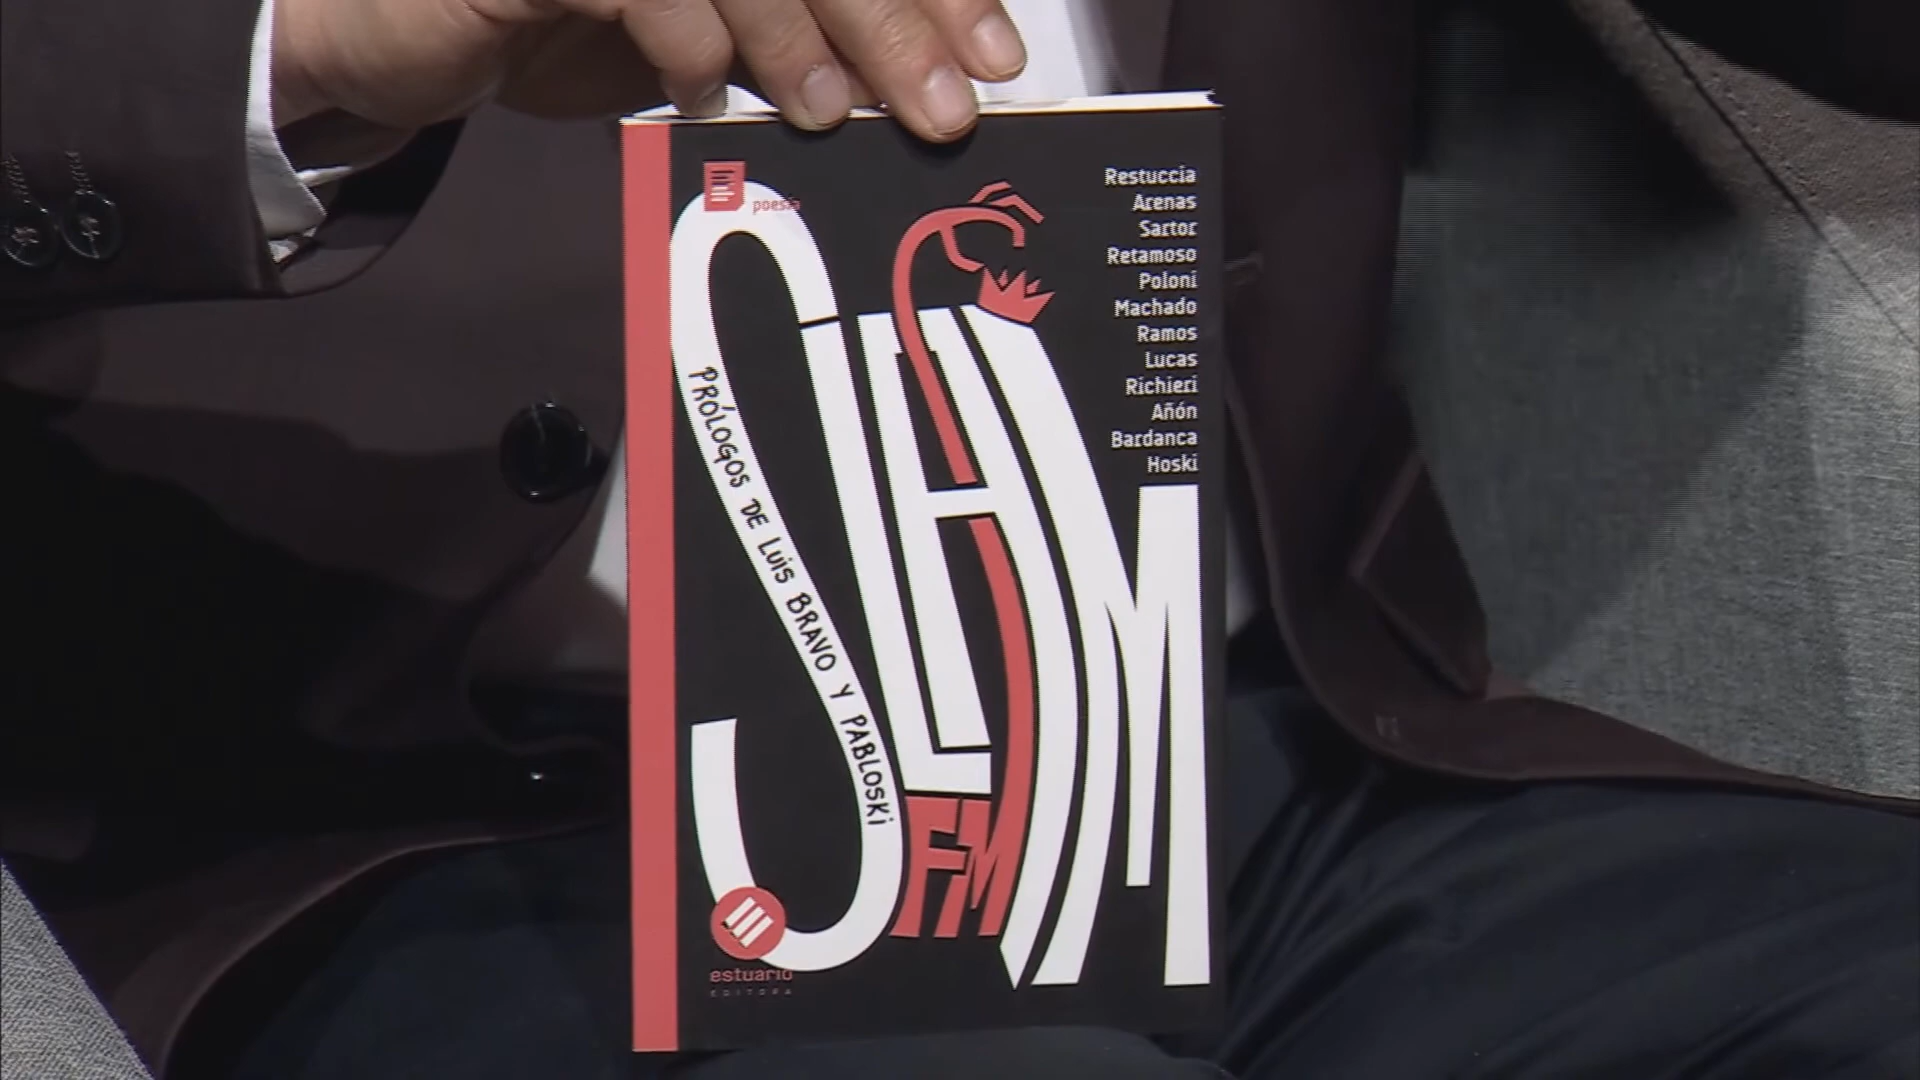 poesía
Restuccia
Arenas
Sartor
Retamoso
Poloni
Machado
Ramos
Lucas
Richieri
Añón
Bardanca
Hoski
SLAM
PRÓLOGOS DE LUIS BRAVO Y PABLOSKI
FM
estuario
EDITORA